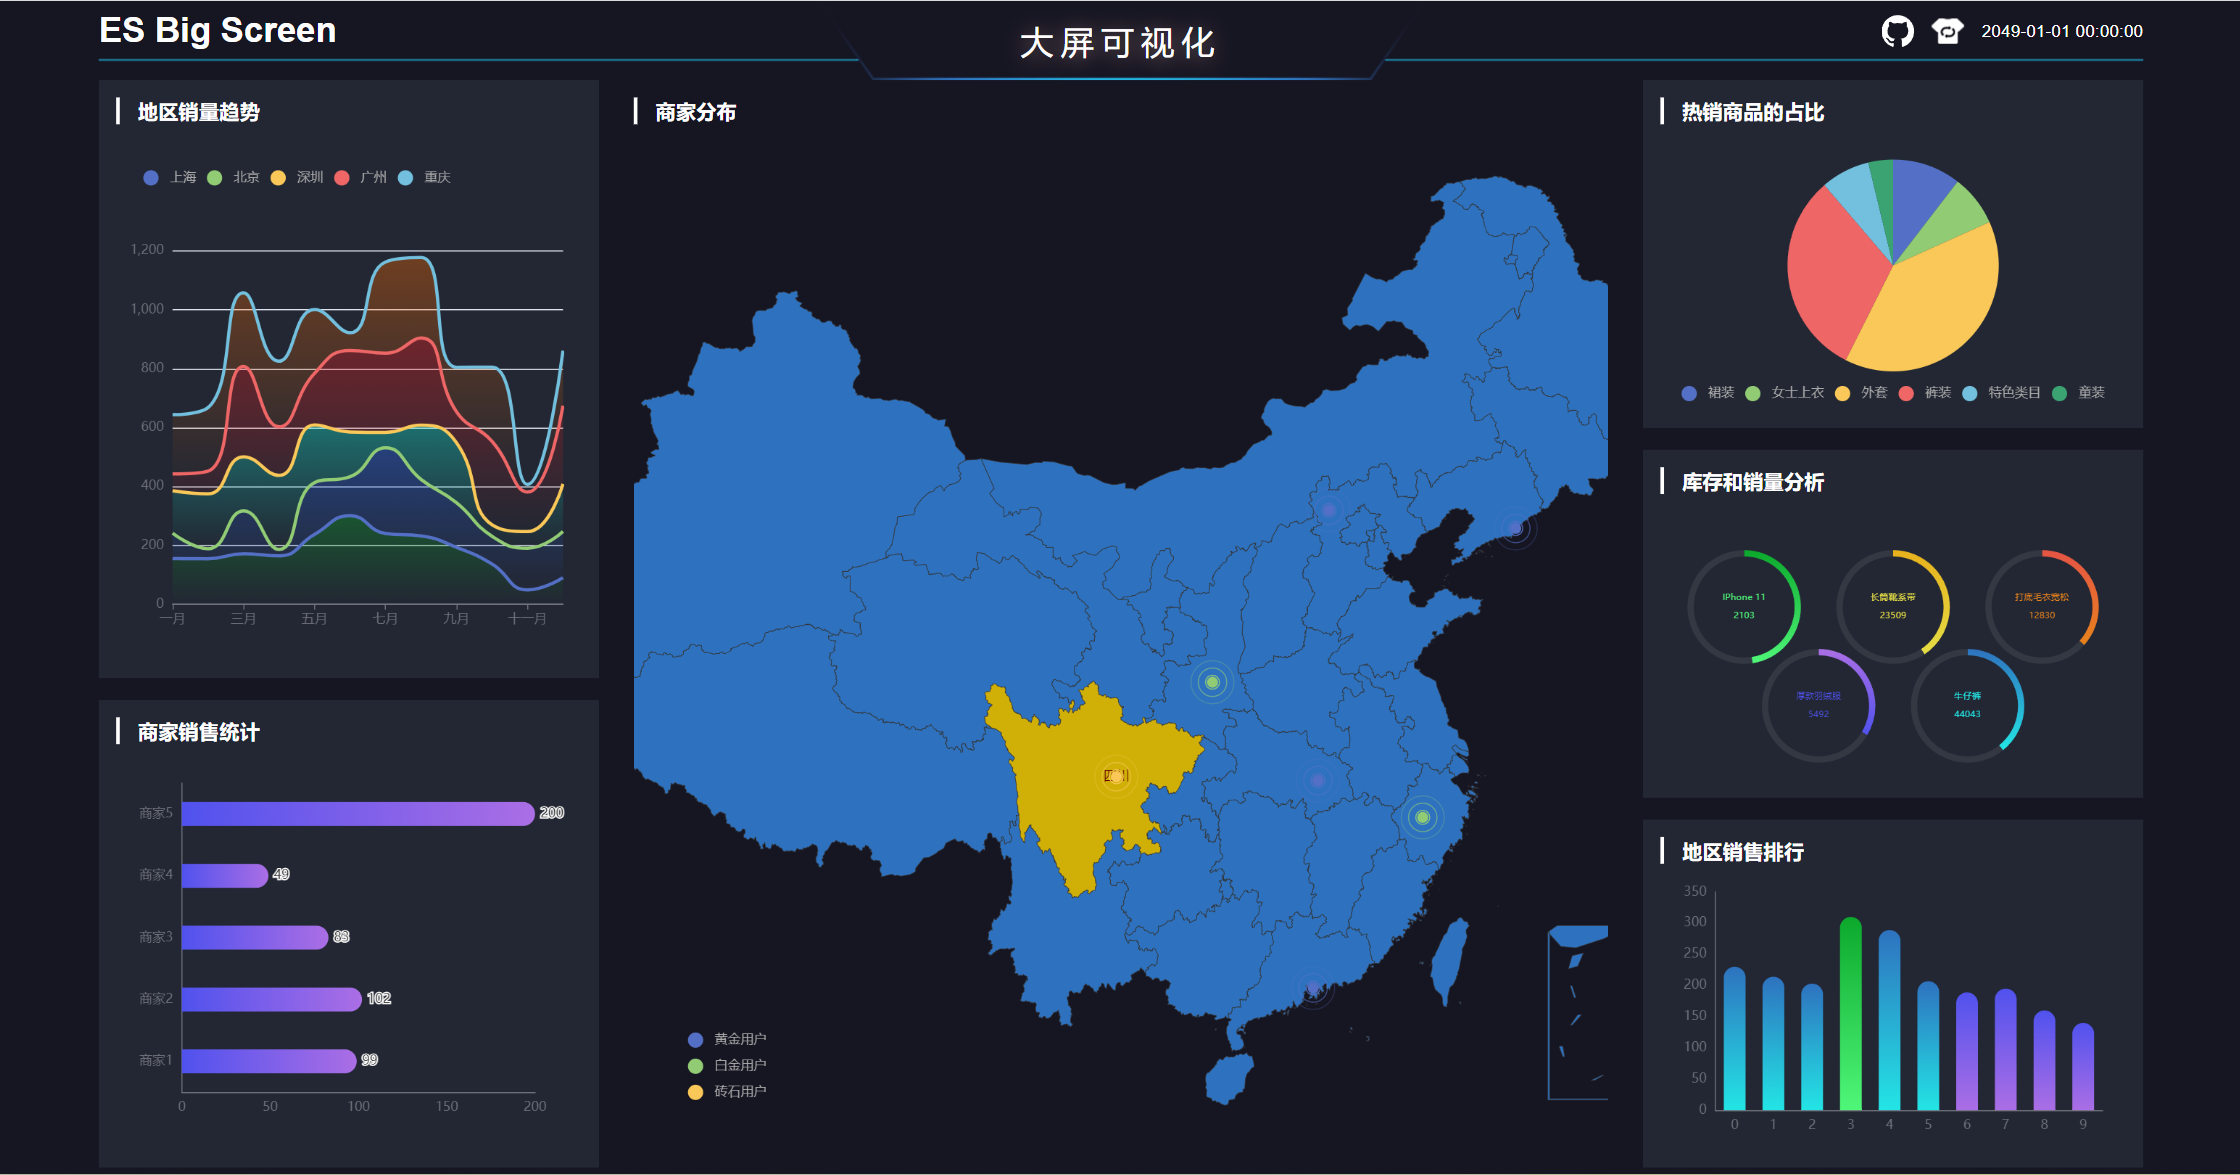 ES Big Screen
大屏可视化
2049-01-01 00:00:00
地区销量趋势
上海 北京 深圳 广州 重庆
1,200
1,000
800
600
400
200
0
一月 三月 五月 七月 九月 十一月
商家销售统计
商家5 200
商家4 49
商家3 83
商家2 102
商家1 99
0 50 100 150 200
商家分布
四川
黄金用户
白金用户
砖石用户
热销商品的占比
裙装 女士上衣 外套 裤装 特色类目 童装
库存和销量分析
IPhone 11
2103
长筒靴系带
23509
打底毛衣宽松
12830
厚款羽绒服
5492
牛仔裤
44043
地区销售排行
350
300
250
200
150
100
50
0
0 1 2 3 4 5 6 7 8 9